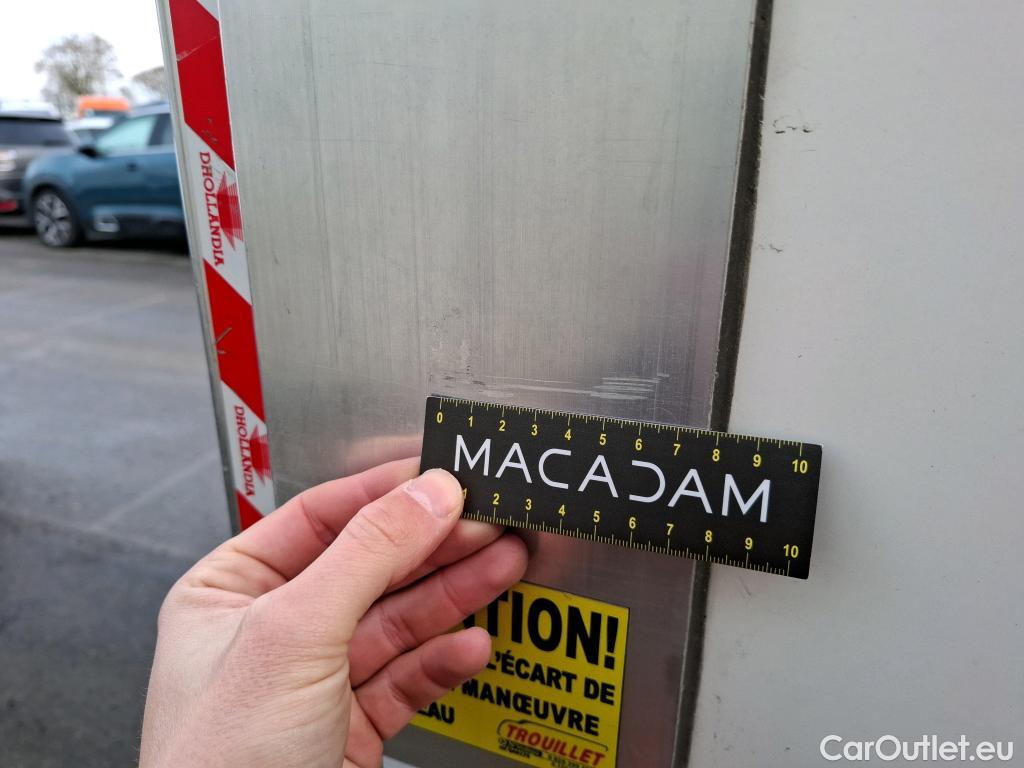 DHOLLANDIA
DHOLLANDIA
0 1 2 3 4 5 6 7 8 9 10
MACADAM
1 2 3 4 5 6 7 8 9 10
TION!
L'ÉCART DE
MANŒUVRE
EAU
TROUILLET
CarOutlet.eu